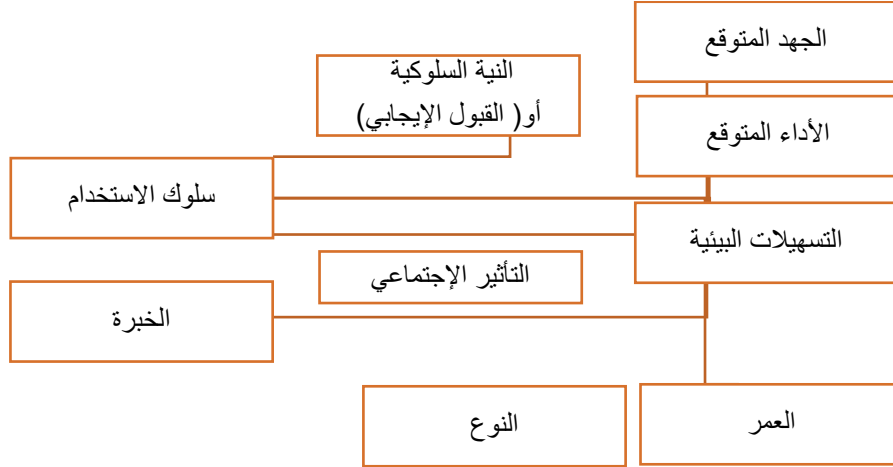 الجهد المتوقع
النية السلوكية
أو( القبول الإيجابي)
الأداء المتوقع
سلوك الاستخدام
التسهيلات البيئية
التأثير الإجتماعي
الخبرة
العمر
النوع